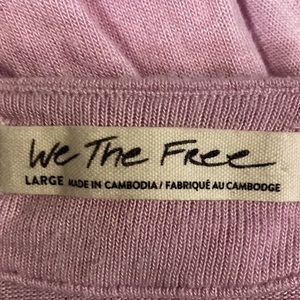 We The Free
LARGE MADE IN CAMBODIA / FABRIQUÉ AU CAMBODGE